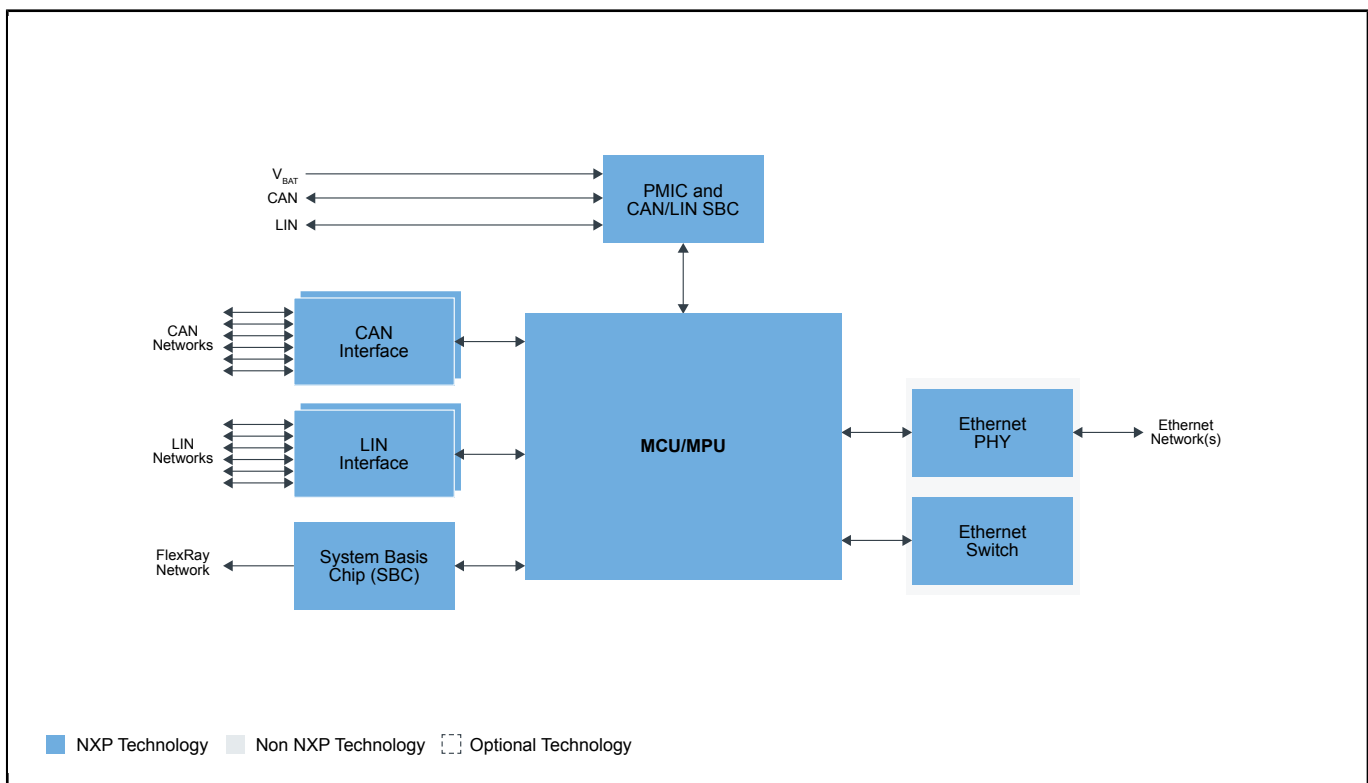 V_BAT
CAN
LIN
PMIC and
CAN/LIN SBC
CAN
Networks
CAN
Interface
LIN
Networks
LIN
Interface
FlexRay
Network
System Basis
Chip (SBC)
MCU/MPU
Ethernet
PHY
Ethernet
Network(s)
Ethernet
Switch
NXP Technology
Non NXP Technology
Optional Technology